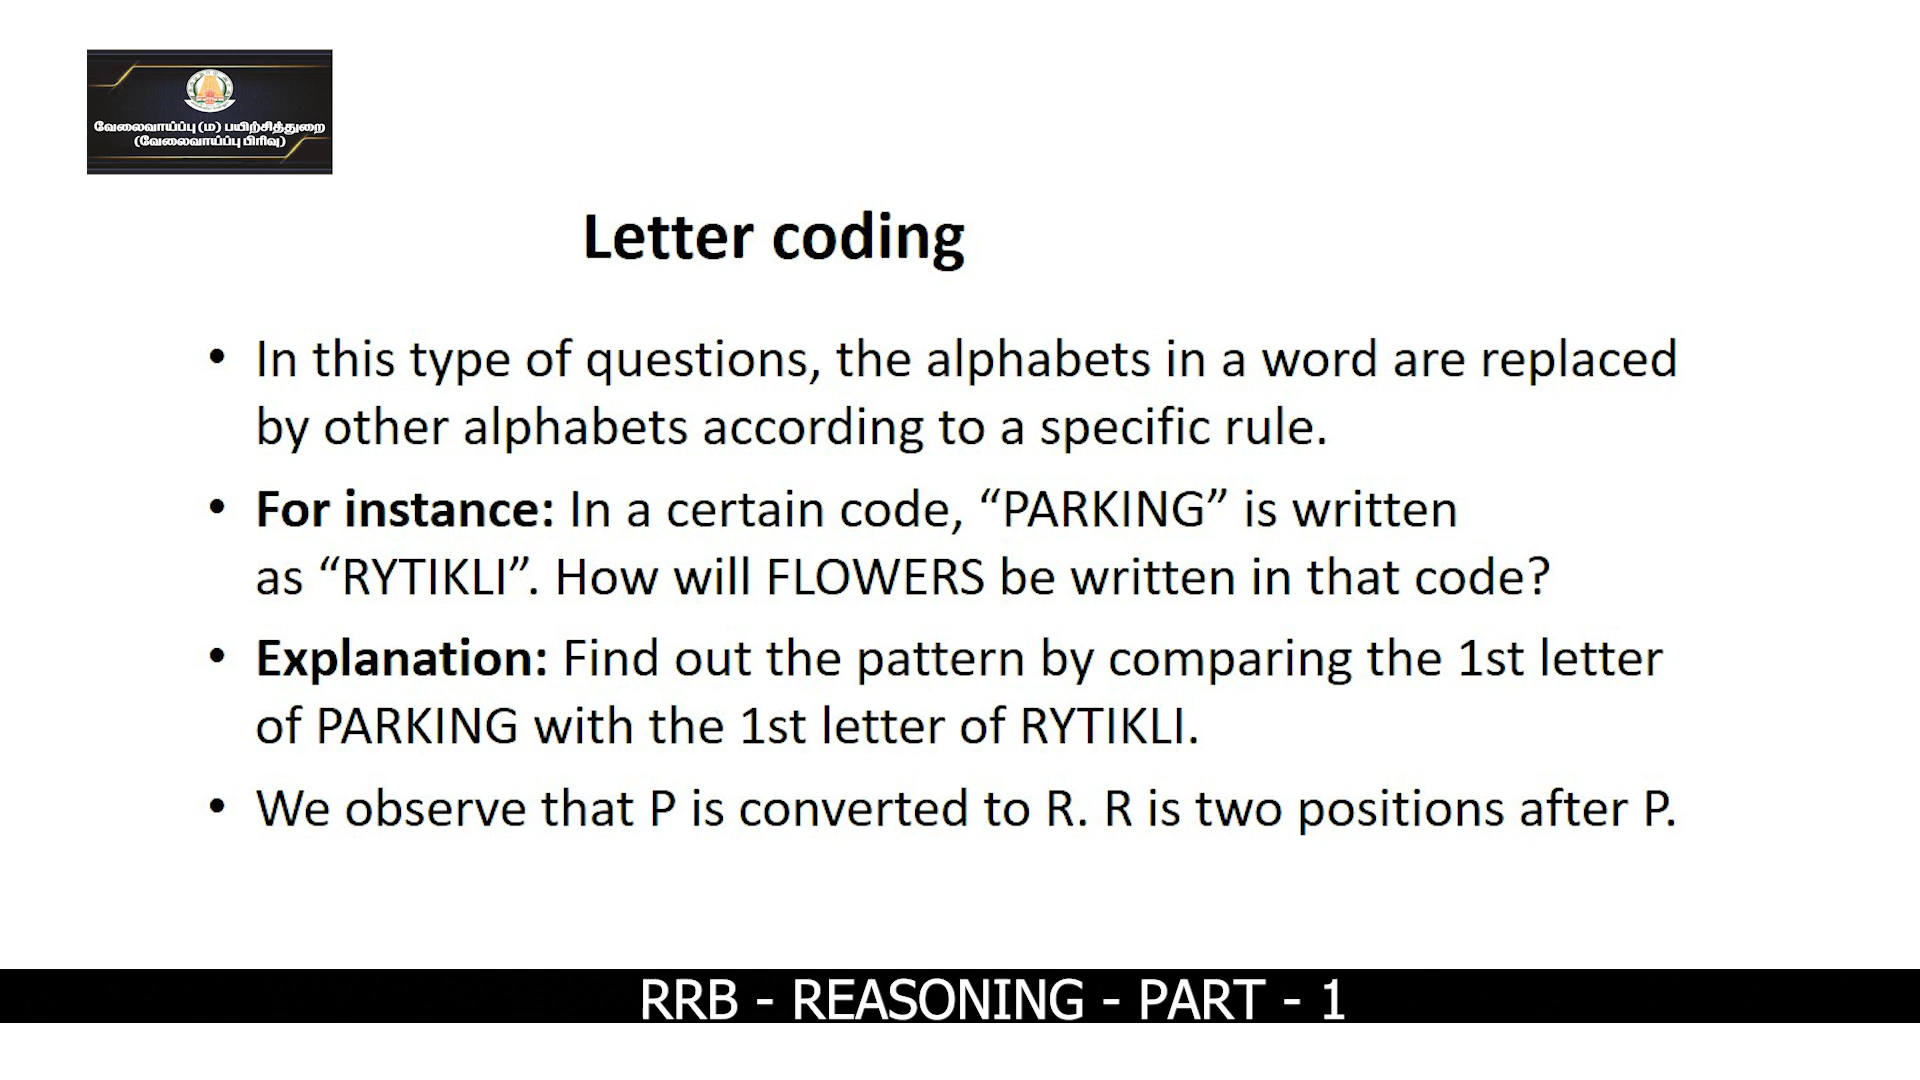 வேலைவாய்ப்பு (ம) பயிற்சித்துறை
(வேலைவாய்ப்பு பிரிவு)
Letter coding
• In this type of questions, the alphabets in a word are replaced
by other alphabets according to a specific rule.
• For instance: In a certain code, “PARKING” is written
as “RYTIKLI”. How will FLOWERS be written in that code?
• Explanation: Find out the pattern by comparing the 1st letter
of PARKING with the 1st letter of RYTIKLI.
• We observe that P is converted to R. R is two positions after P.
RRB - REASONING - PART - 1